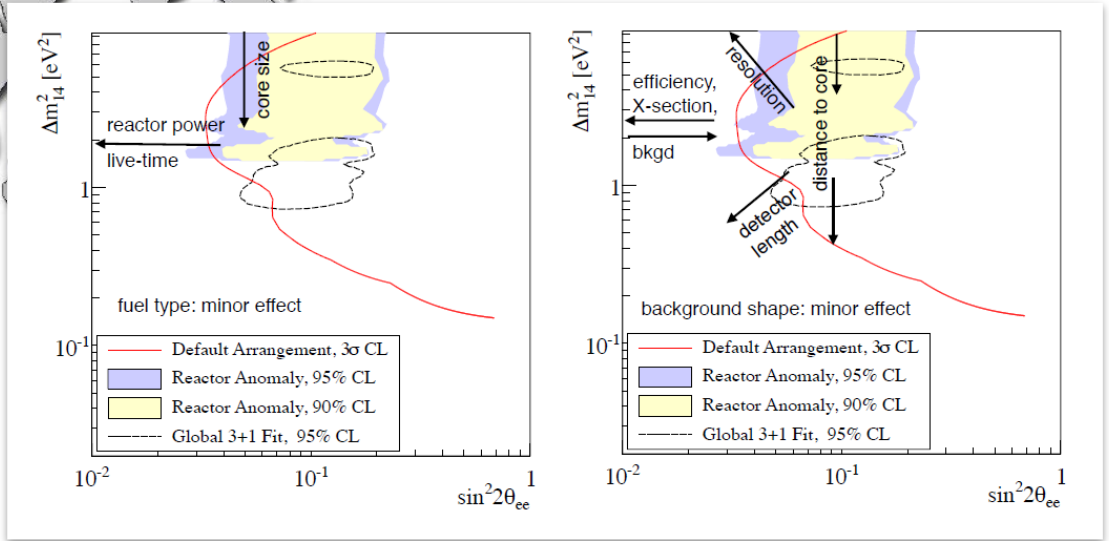 Δm²₁₄ [eV²]
core size
reactor power
live-time
1
fuel type: minor effect
10⁻¹
Default Arrangement, 3σ CL
Reactor Anomaly, 95% CL
Reactor Anomaly, 90% CL
Global 3+1 Fit, 95% CL
10⁻² 10⁻¹ 1
sin²2θₑₑ
Δm²₁₄ [eV²]
resolution
efficiency,
X-section,
bkgd
distance to core
1
detector
length
background shape: minor effect
10⁻¹
Default Arrangement, 3σ CL
Reactor Anomaly, 95% CL
Reactor Anomaly, 90% CL
Global 3+1 Fit, 95% CL
10⁻² 10⁻¹ 1
sin²2θₑₑ